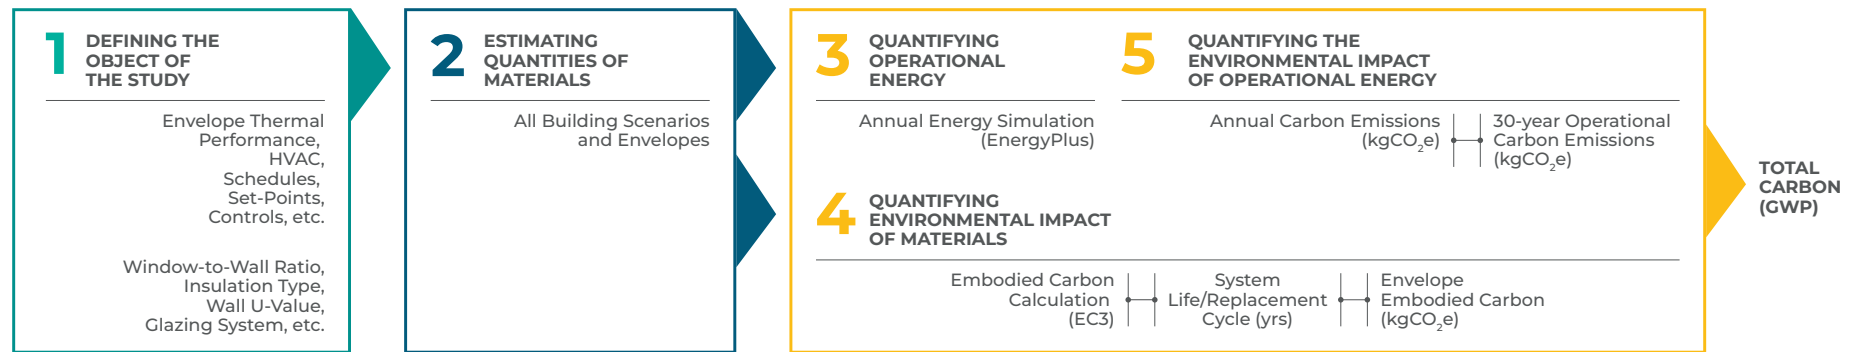 1
DEFINING THE
OBJECT OF
THE STUDY
Envelope Thermal
Performance,
HVAC,
Schedules,
Set-Points,
Controls, etc.
Window-to-Wall Ratio,
Insulation Type,
Wall U-Value,
Glazing System, etc.
2
ESTIMATING
QUANTITIES OF
MATERIALS
All Building Scenarios
and Envelopes
3
QUANTIFYING
OPERATIONAL
ENERGY
Annual Energy Simulation
(EnergyPlus)
5
QUANTIFYING THE
ENVIRONMENTAL IMPACT
OF OPERATIONAL ENERGY
Annual Carbon Emissions
(kgCO₂e)
30-year Operational
Carbon Emissions
(kgCO₂e)
4
QUANTIFYING
ENVIRONMENTAL IMPACT
OF MATERIALS
Embodied Carbon
Calculation
(EC3)
System
Life/Replacement
Cycle (yrs)
Envelope
Embodied Carbon
(kgCO₂e)
TOTAL
CARBON
(GWP)